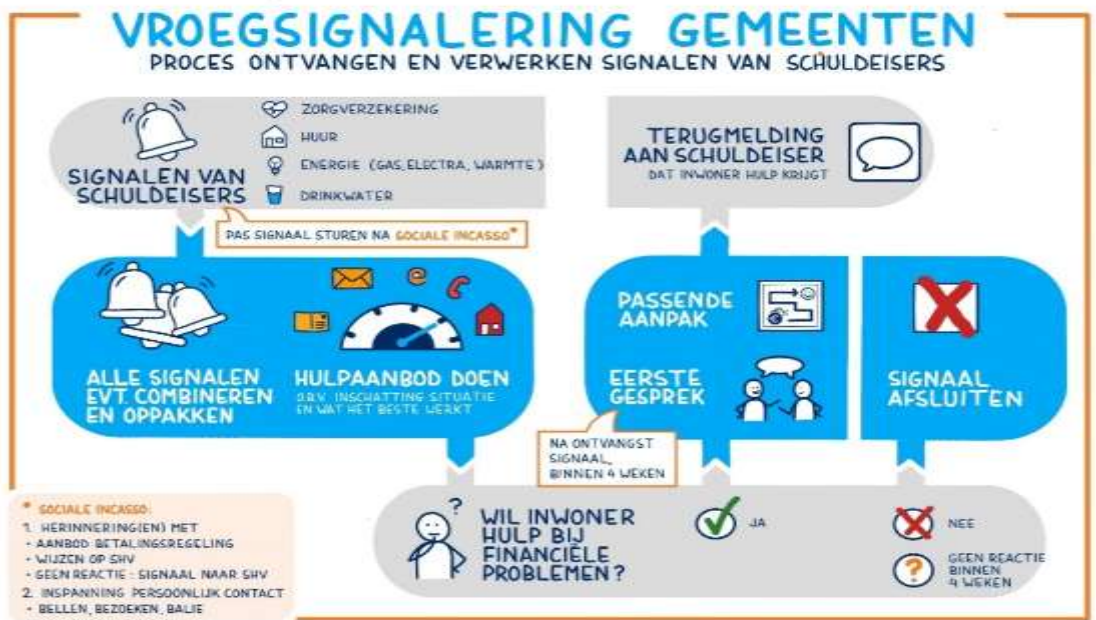 VROEGSIGNALERING GEMEENTEN
PROCES ONTVANGEN EN VERWERKEN SIGNALEN VAN SCHULDEISERS
SIGNALEN VAN
SCHULDEISERS
ZORGVERZEKERING
HUUR
ENERGIE (GAS, ELECTRA, WARMTE)
DRINKWATER
PAS SIGNAAL STUREN NA SOCIALE INCASSO*
ALLE SIGNALEN
EVT. COMBINEREN
EN OPPAKKEN
HULPAANBOD DOEN
O.B.V. INSCHATTING SITUATIE
EN WAT HET BESTE WERKT
WIL INWONER
HULP BIJ
FINANCIËLE
PROBLEMEN?
?
JA
NEE
?
GEEN REACTIE
BINNEN
4 WEKEN
NA ONTVANGST
SIGNAAL,
BINNEN 4 WEKEN
EERSTE
GESPREK
PASSENDE
AANPAK
SIGNAAL
AFSLUITEN
TERUGMELDING
AAN SCHULDEISER
DAT INWONER HULP KRIJGT
* SOCIALE INCASSO:
1. HERINNERING(EN) MET
• AANBOD BETALINGSREGELING
• WIJZEN OP SHV
• GEEN REACTIE: SIGNAAL NAAR SHV
2. INSPANNING PERSOONLIJK CONTACT
• BELLEN, BEZOEKEN, BALIE